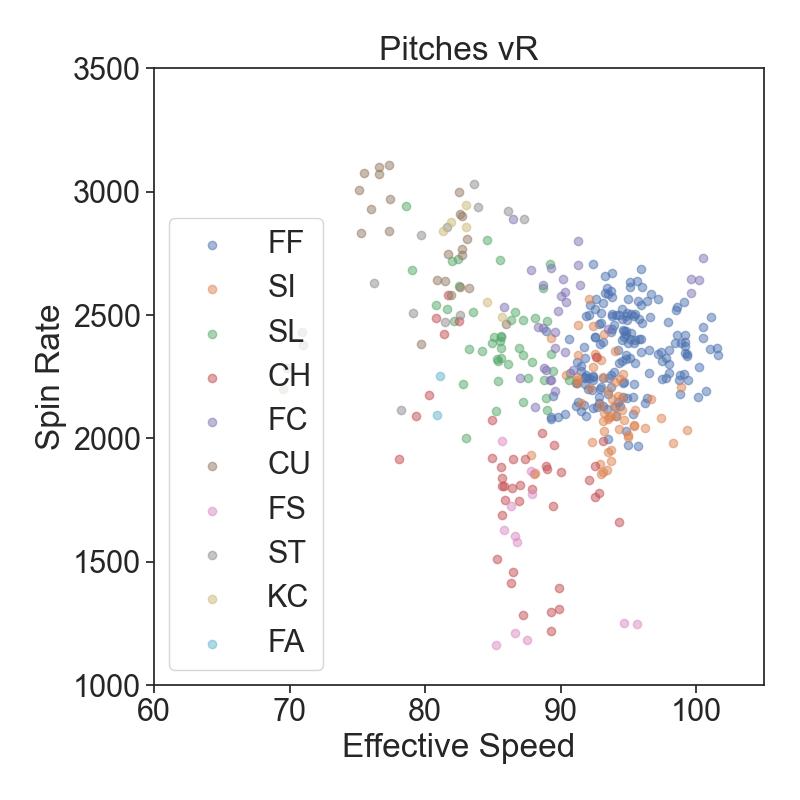 Pitches vR
3500
3000
2500
2000
1500
1000
Spin Rate
FF
SI
SL
CH
FC
CU
FS
ST
KC
FA
60
70
80
90
100
Effective Speed